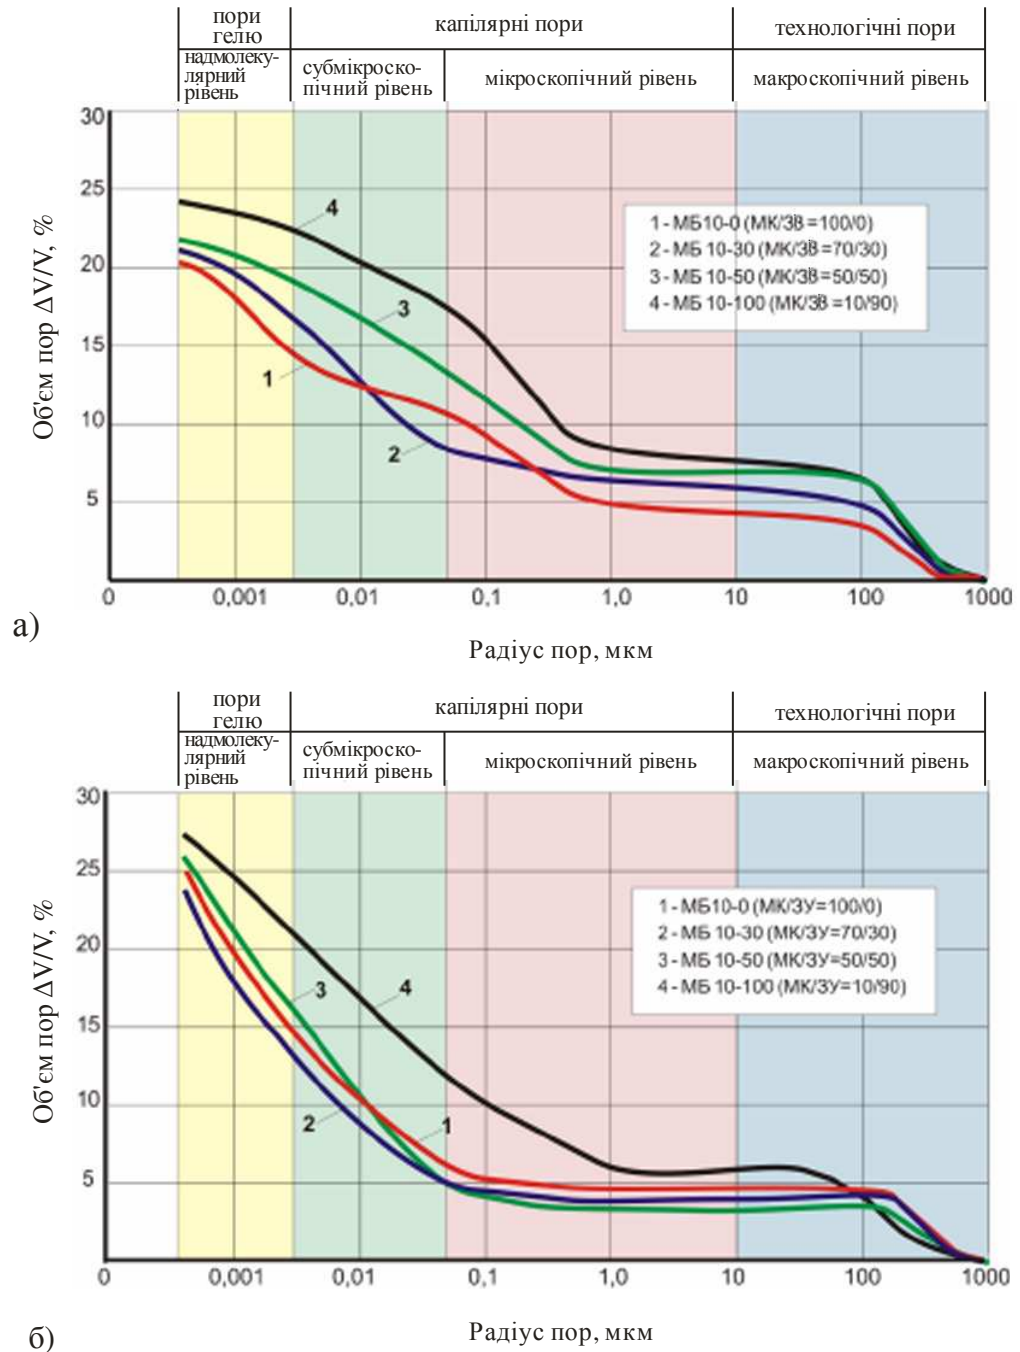 пори
гелю
капілярні пори
технологічні пори
надмолеку-
лярний
рівень
субмікроско-
пічний рівень
мікроскопічний рівень
макроскопічний рівень
Об'єм пор ΔV/V, %
30
25
20
15
10
5
4
3
1
2
1 - МБ10-0 (МК/ЗВ =100/0)
2 - МБ 10-30 (МК/ЗВ =70/30)
3 - МБ 10-50 (МК/ЗВ =50/50)
4 - МБ 10-100 (МК/ЗВ =10/90)
0 0,001 0,01 0,1 1,0 10 100 1000
а)
Радіус пор, мкм
пори
гелю
капілярні пори
технологічні пори
надмолеку-
лярний
рівень
субмікроско-
пічний рівень
мікроскопічний рівень
макроскопічний рівень
Об'єм пор ΔV/V, %
30
25
20
15
10
5
3
4
2
1
1 - МБ10-0 (МК/ЗУ=100/0)
2 - МБ 10-30 (МК/ЗУ=70/30)
3 - МБ 10-50 (МК/ЗУ=50/50)
4 - МБ 10-100 (МК/ЗУ=10/90)
0 0,001 0,01 0,1 1,0 10 100 1000
б)
Радіус пор, мкм